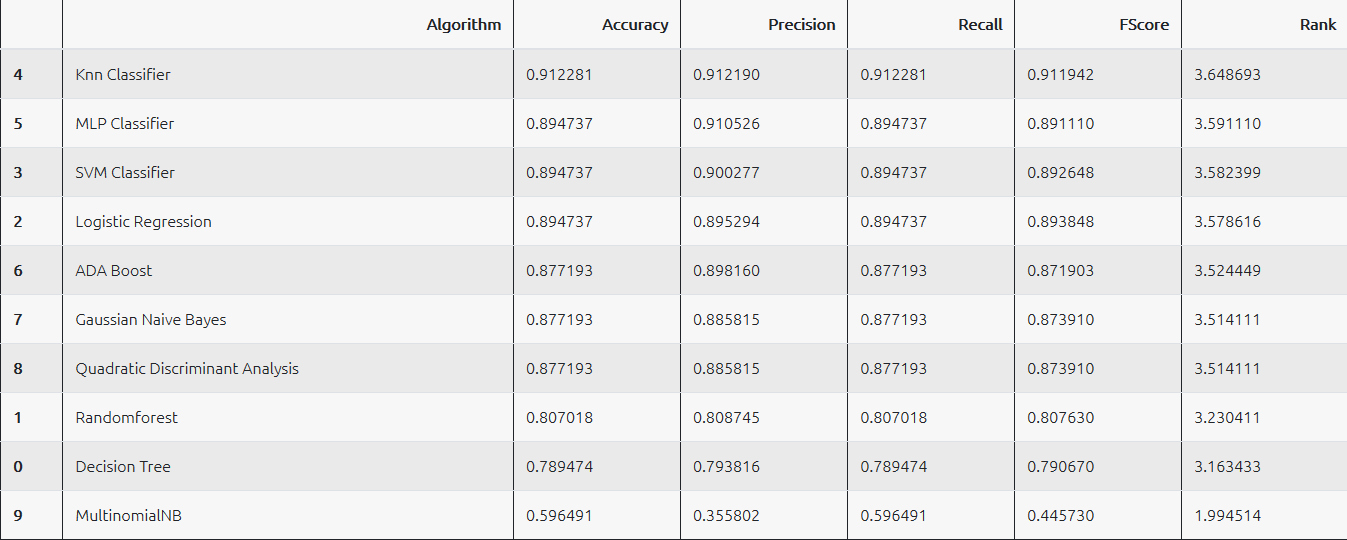 Algorithm Accuracy Precision Recall FScore Rank
4 Knn Classifier 0.912281 0.912190 0.912281 0.911942 3.648693
5 MLP Classifier 0.894737 0.910526 0.894737 0.891110 3.591110
3 SVM Classifier 0.894737 0.900277 0.894737 0.892648 3.582399
2 Logistic Regression 0.894737 0.895294 0.894737 0.893848 3.578616
6 ADA Boost 0.877193 0.898160 0.877193 0.871903 3.524449
7 Gaussian Naive Bayes 0.877193 0.885815 0.877193 0.873910 3.514111
8 Quadratic Discriminant Analysis 0.877193 0.885815 0.877193 0.873910 3.514111
1 Randomforest 0.807018 0.808745 0.807018 0.807630 3.230411
0 Decision Tree 0.789474 0.793816 0.789474 0.790670 3.163433
9 MultinomialNB 0.596491 0.355802 0.596491 0.445730 1.994514